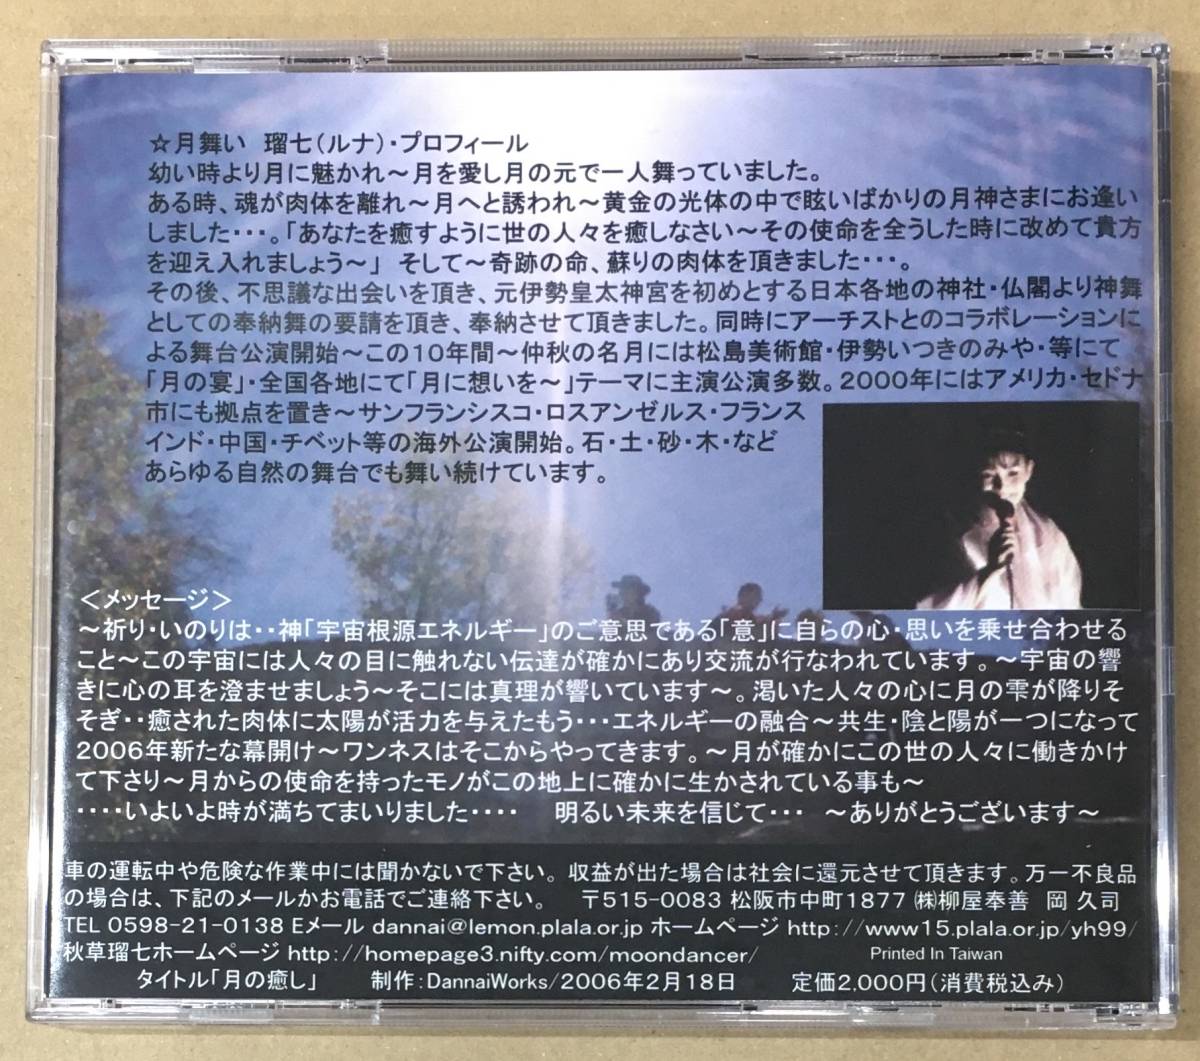 ☆月舞い 瑠七(ルナ)・プロフィール
幼い時より月に魅かれ～月を愛し月の元で一人舞っていました。
ある時、魂が肉体を離れ～月へと誘われ～黄金の光体の中で眩いばかりの月神さまにお逢い
しました・・・。「あなたを癒すように世の人々を癒しなさい～その使命を全うした時に改めて貴方
を迎え入れましょう～」 そして～奇跡の命、蘇りの肉体を頂きました・・・。
その後、不思議な出会いを頂き、元伊勢皇太神宮を初めとする日本各地の神社・仏閣より神舞
としての奉納舞の要請を頂き、奉納させて頂きました。同時にアーチストとのコラボレーションに
よる舞台公演開始～この10年間～仲秋の名月には松島美術館・伊勢いつきのみや・等にて
「月の宴」・全国各地にて「月に想いを～」テーマに主演公演多数。2000年にはアメリカ・セドナ
市にも拠点を置き～サンフランシスコ・ロスアンゼルス・フランス
インド・中国・チベット等の海外公演開始。石・土・砂・木・など
あらゆる自然の舞台でも舞い続けています。
＜メッセージ＞
～祈り・いのりは・・神「宇宙根源エネルギー」のご意思である「意」に自らの心・思いを乗せ合わせる
こと～この宇宙には人々の目に触れない伝達が確かにあり交流が行なわれています。～宇宙の響
きに心の耳を澄ませましょう～そこには真理が響いています～。渇いた人々の心に月の雫が降りそ
そぎ・・癒された肉体に太陽が活力を与えたもう・・・エネルギーの融合～共生・陰と陽が一つになって
2006年新たな幕開け～ワンネスはそこからやってきます。～月が確かにこの世の人々に働きかけ
て下さり～月からの使命を持ったモノがこの地上に確かに生かされている事も～
・・・・いよいよ時が満ちてまいりました・・・・ 明るい未来を信じて・・・ ～ありがとうございます～
車の運転中や危険な作業中には聞かないで下さい。収益が出た場合は社会に還元させて頂きます。万一不良品
の場合は、下記のメールかお電話でご連絡下さい。 〒515-0083 松阪市中町1877 ㈱柳屋奉善 岡 久司
TEL 0598-21-0138 Eメール dannai@lemon.plala.or.jp ホームページ http://www15.plala.or.jp/yh99/
秋草瑠七ホームページ http://homepage3.nifty.com/moondancer/ Printed In Taiwan
タイトル「月の癒し」 制作:DannaiWorks/2006年2月18日 定価2,000円(消費税込み)